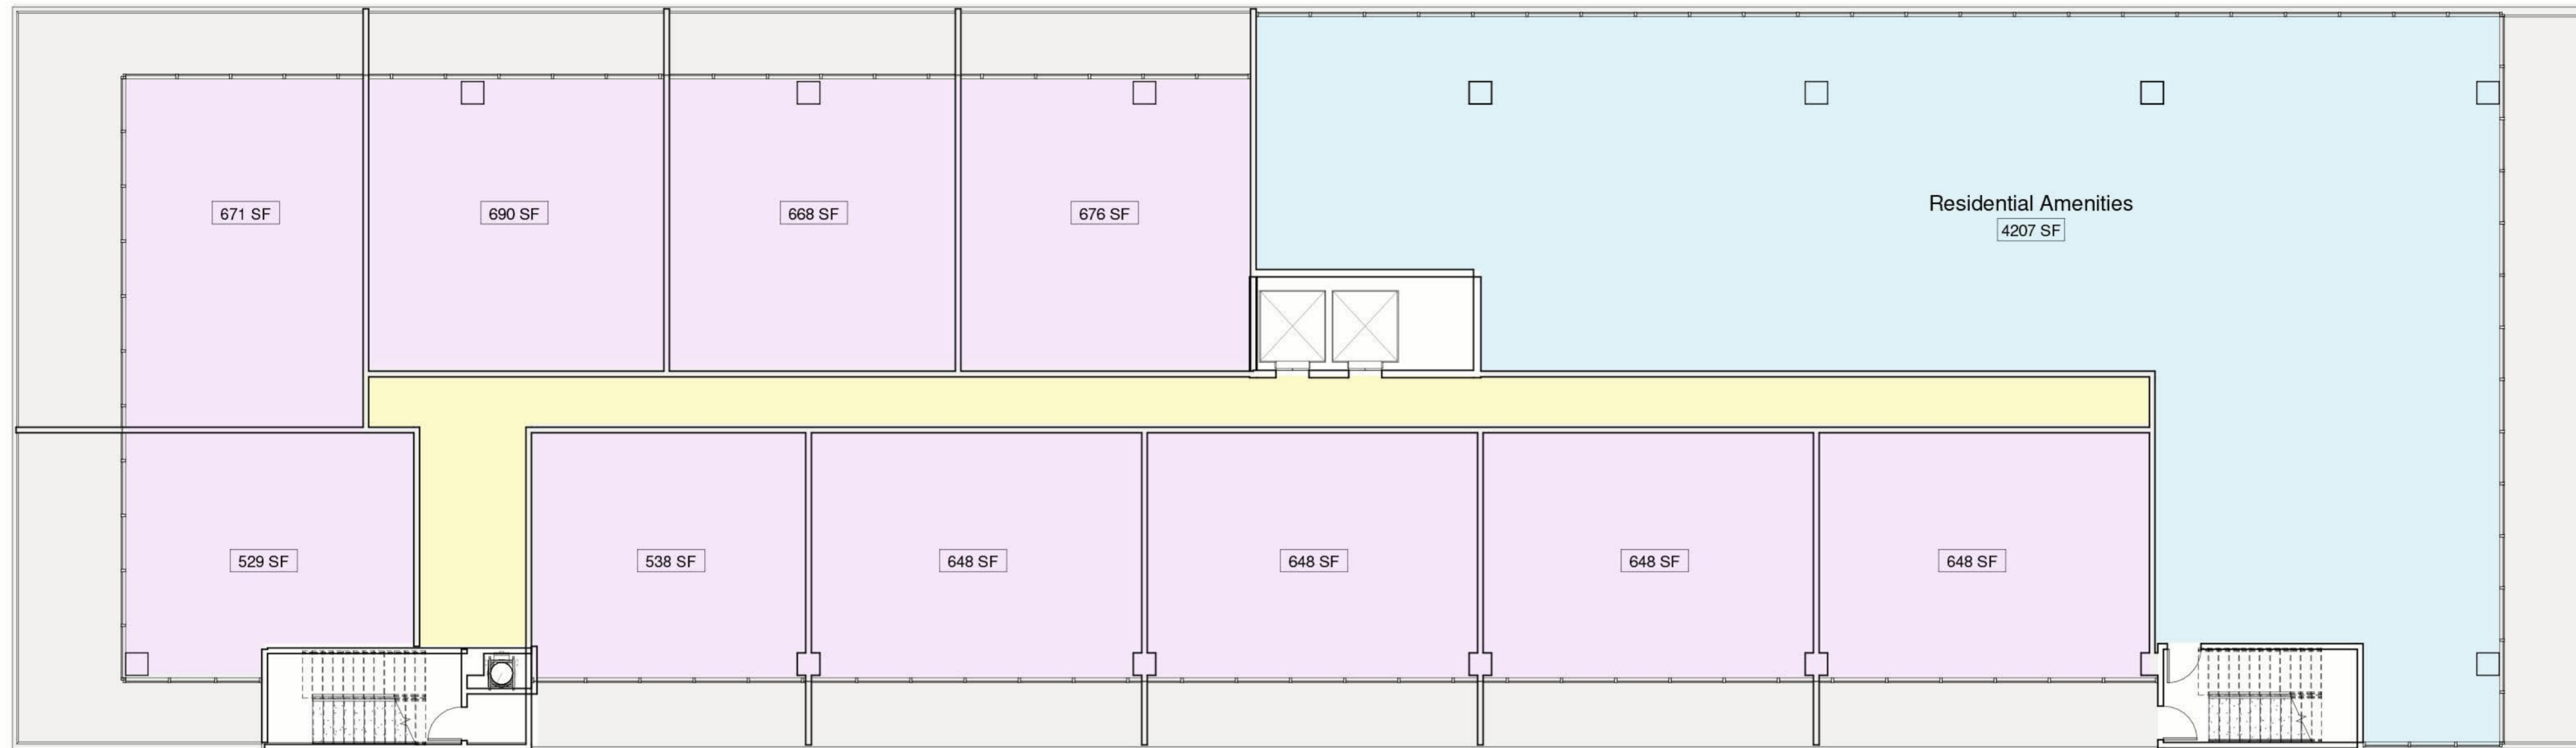 671 SF
690 SF
668 SF
676 SF
Residential Amenities
4207 SF
529 SF
538 SF
648 SF
648 SF
648 SF
648 SF